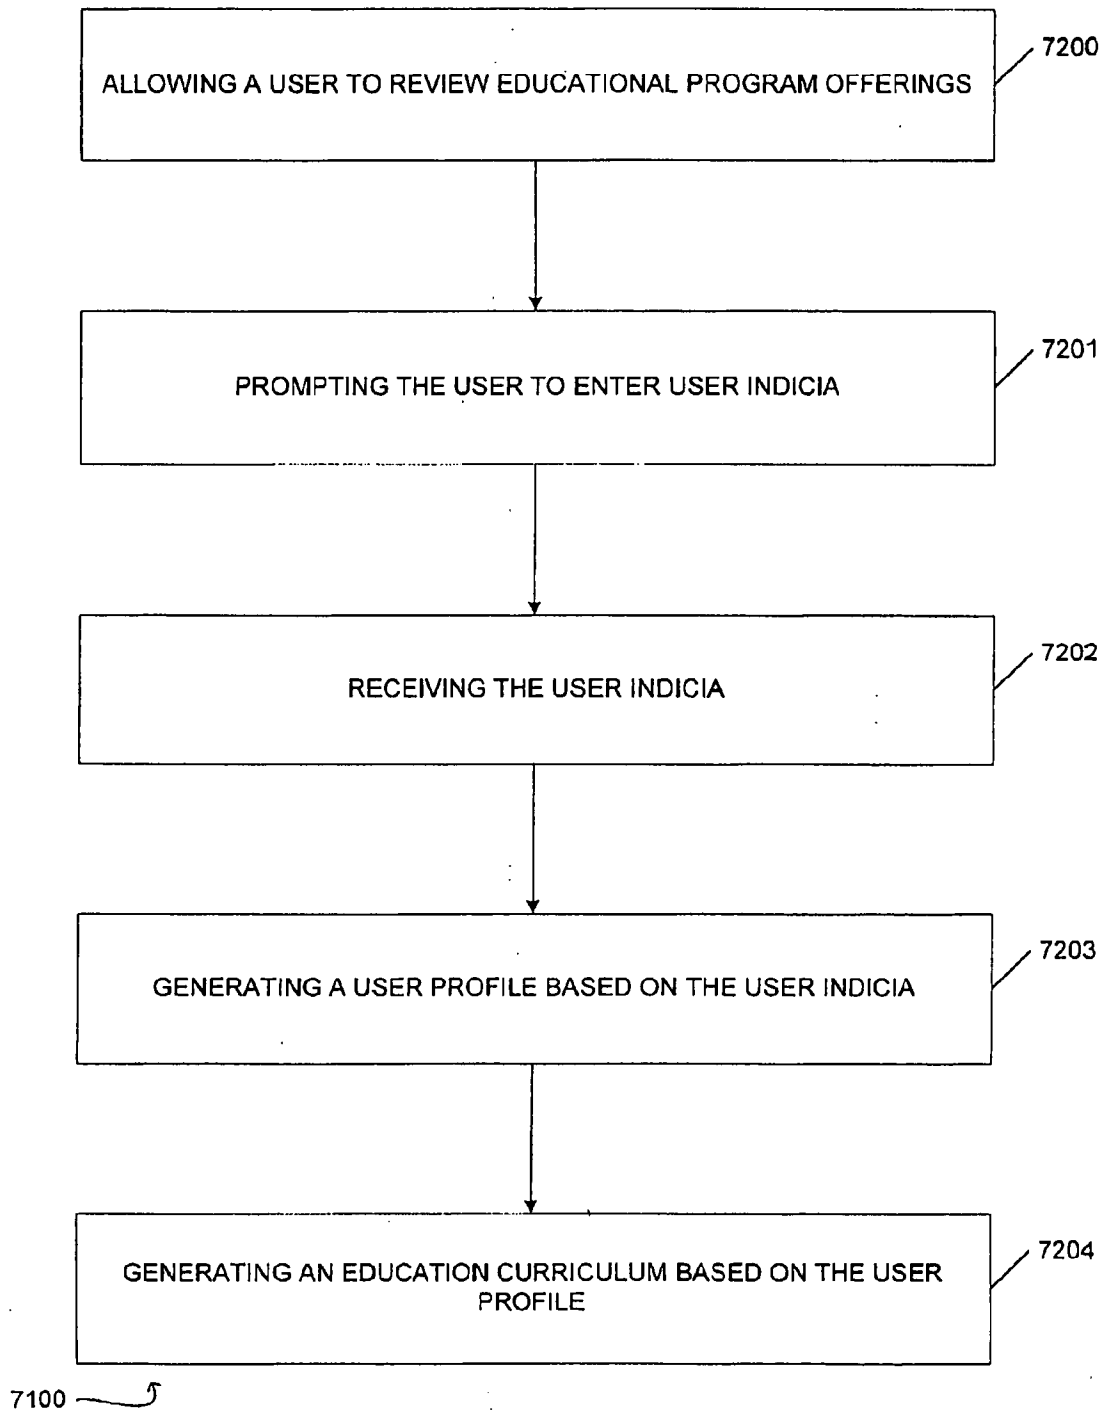 7200
ALLOWING A USER TO REVIEW EDUCATIONAL PROGRAM OFFERINGS
7201
PROMPTING THE USER TO ENTER USER INDICIA
7202
RECEIVING THE USER INDICIA
7203
GENERATING A USER PROFILE BASED ON THE USER INDICIA
7204
GENERATING AN EDUCATION CURRICULUM BASED ON THE USER
PROFILE
7100